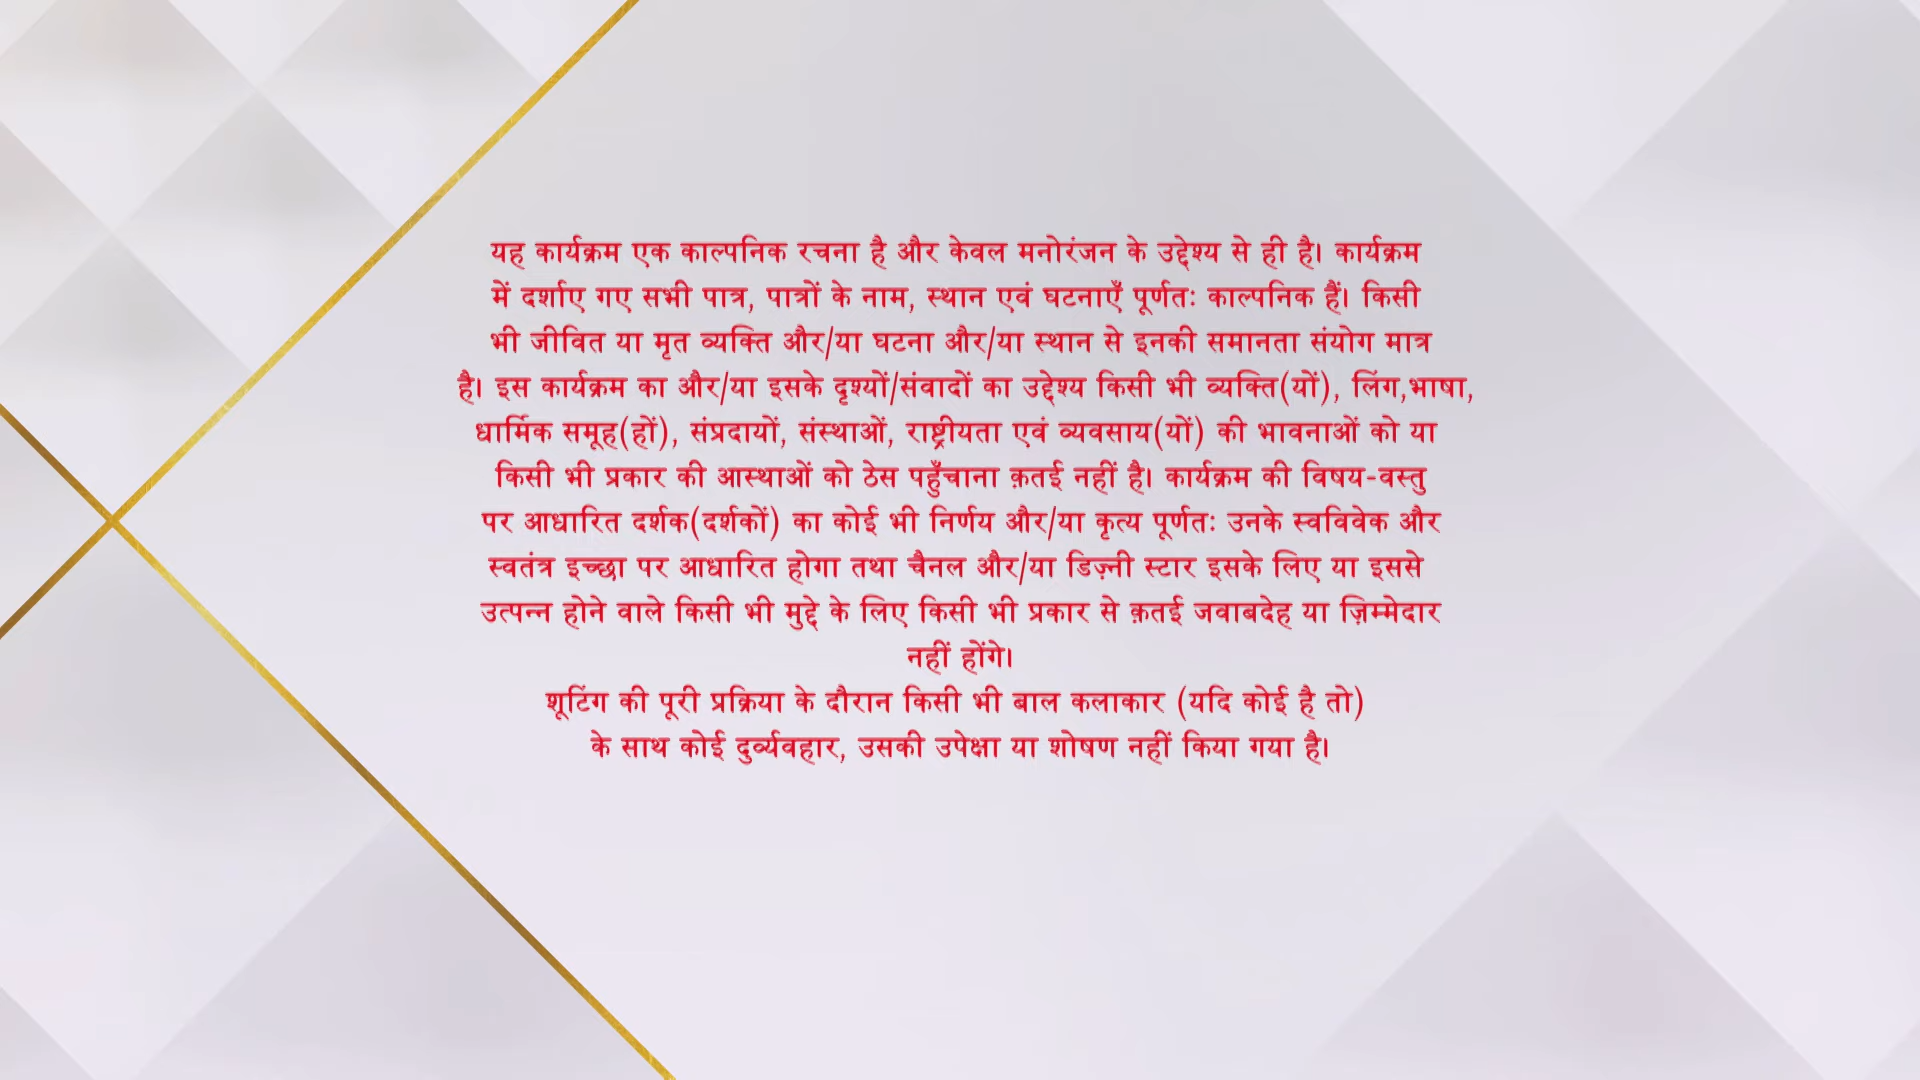 यह कार्यक्रम एक काल्पनिक रचना है और केवल मनोरंजन के उद्देश्य से ही है। कार्यक्रम
में दर्शाए गए सभी पात्र, पात्रों के नाम, स्थान एवं घटनाएँ पूर्णतः काल्पनिक हैं। किसी
भी जीवित या मृत व्यक्ति और/या घटना और/या स्थान से इनकी समानता संयोग मात्र
है। इस कार्यक्रम का और/या इसके दृश्यों/संवादों का उद्देश्य किसी भी व्यक्ति(यों), लिंग,भाषा,
धार्मिक समूह(हों), संप्रदायों, संस्थाओं, राष्ट्रीयता एवं व्यवसाय(यों) की भावनाओं को या
किसी भी प्रकार की आस्थाओं को ठेस पहुँचाना क़तई नहीं है। कार्यक्रम की विषय-वस्तु
पर आधारित दर्शक(दर्शकों) का कोई भी निर्णय और/या कृत्य पूर्णतः उनके स्वविवेक और
स्वतंत्र इच्छा पर आधारित होगा तथा चैनल और/या डिज़्नी स्टार इसके लिए या इससे
उत्पन्न होने वाले किसी भी मुद्दे के लिए किसी भी प्रकार से क़तई जवाबदेह या ज़िम्मेदार
नहीं होंगे।
शूटिंग की पूरी प्रक्रिया के दौरान किसी भी बाल कलाकार (यदि कोई है तो)
के साथ कोई दुर्व्यवहार, उसकी उपेक्षा या शोषण नहीं किया गया है।